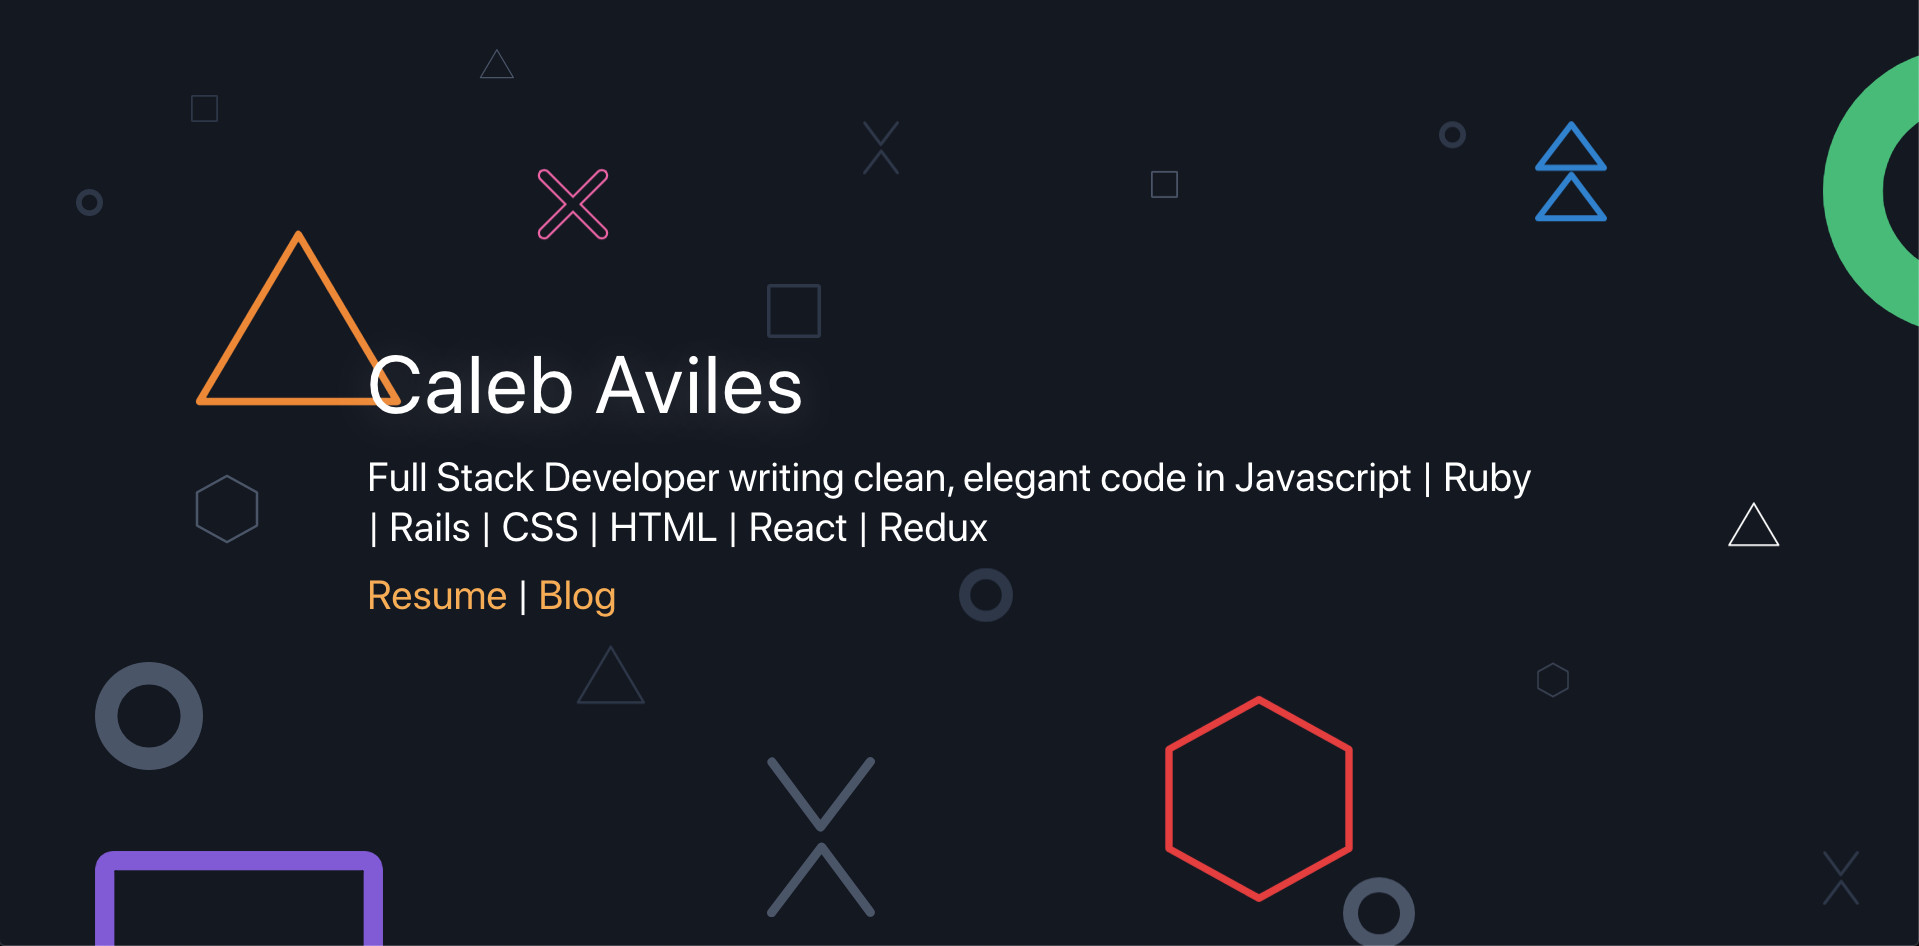 Caleb Aviles
Full Stack Developer writing clean, elegant code in Javascript | Ruby
| Rails | CSS | HTML | React | Redux
Resume | Blog